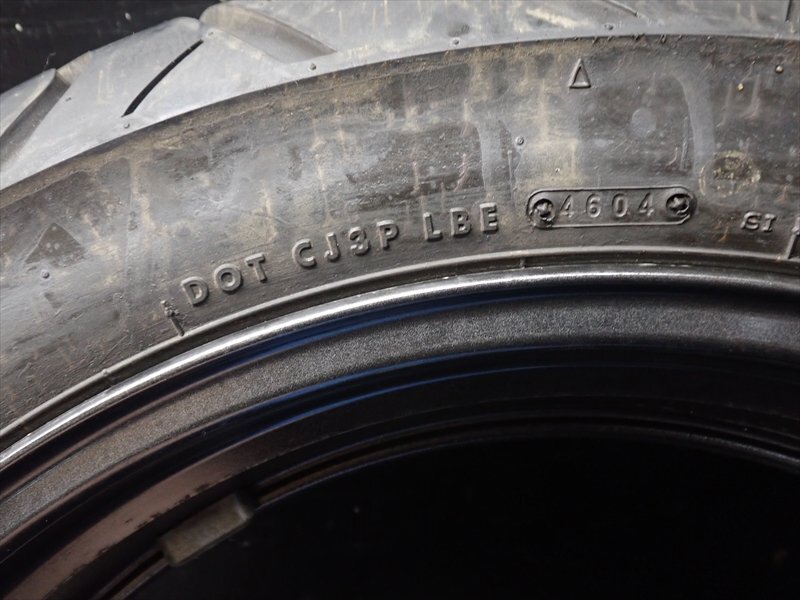 DOT CJ3P LBE 4604 SI